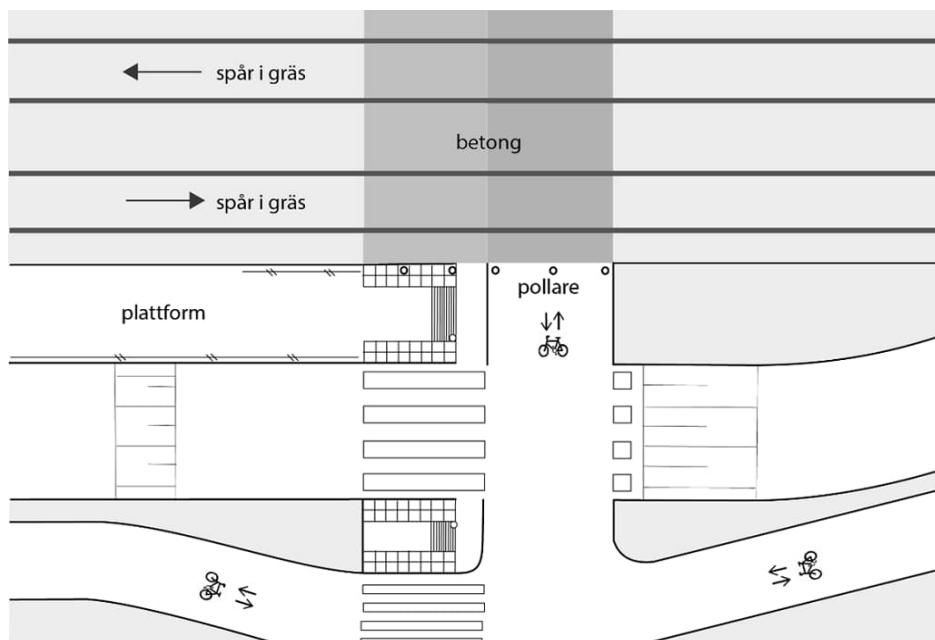 spår i gräs
betong
spår i gräs
pollare
plattform